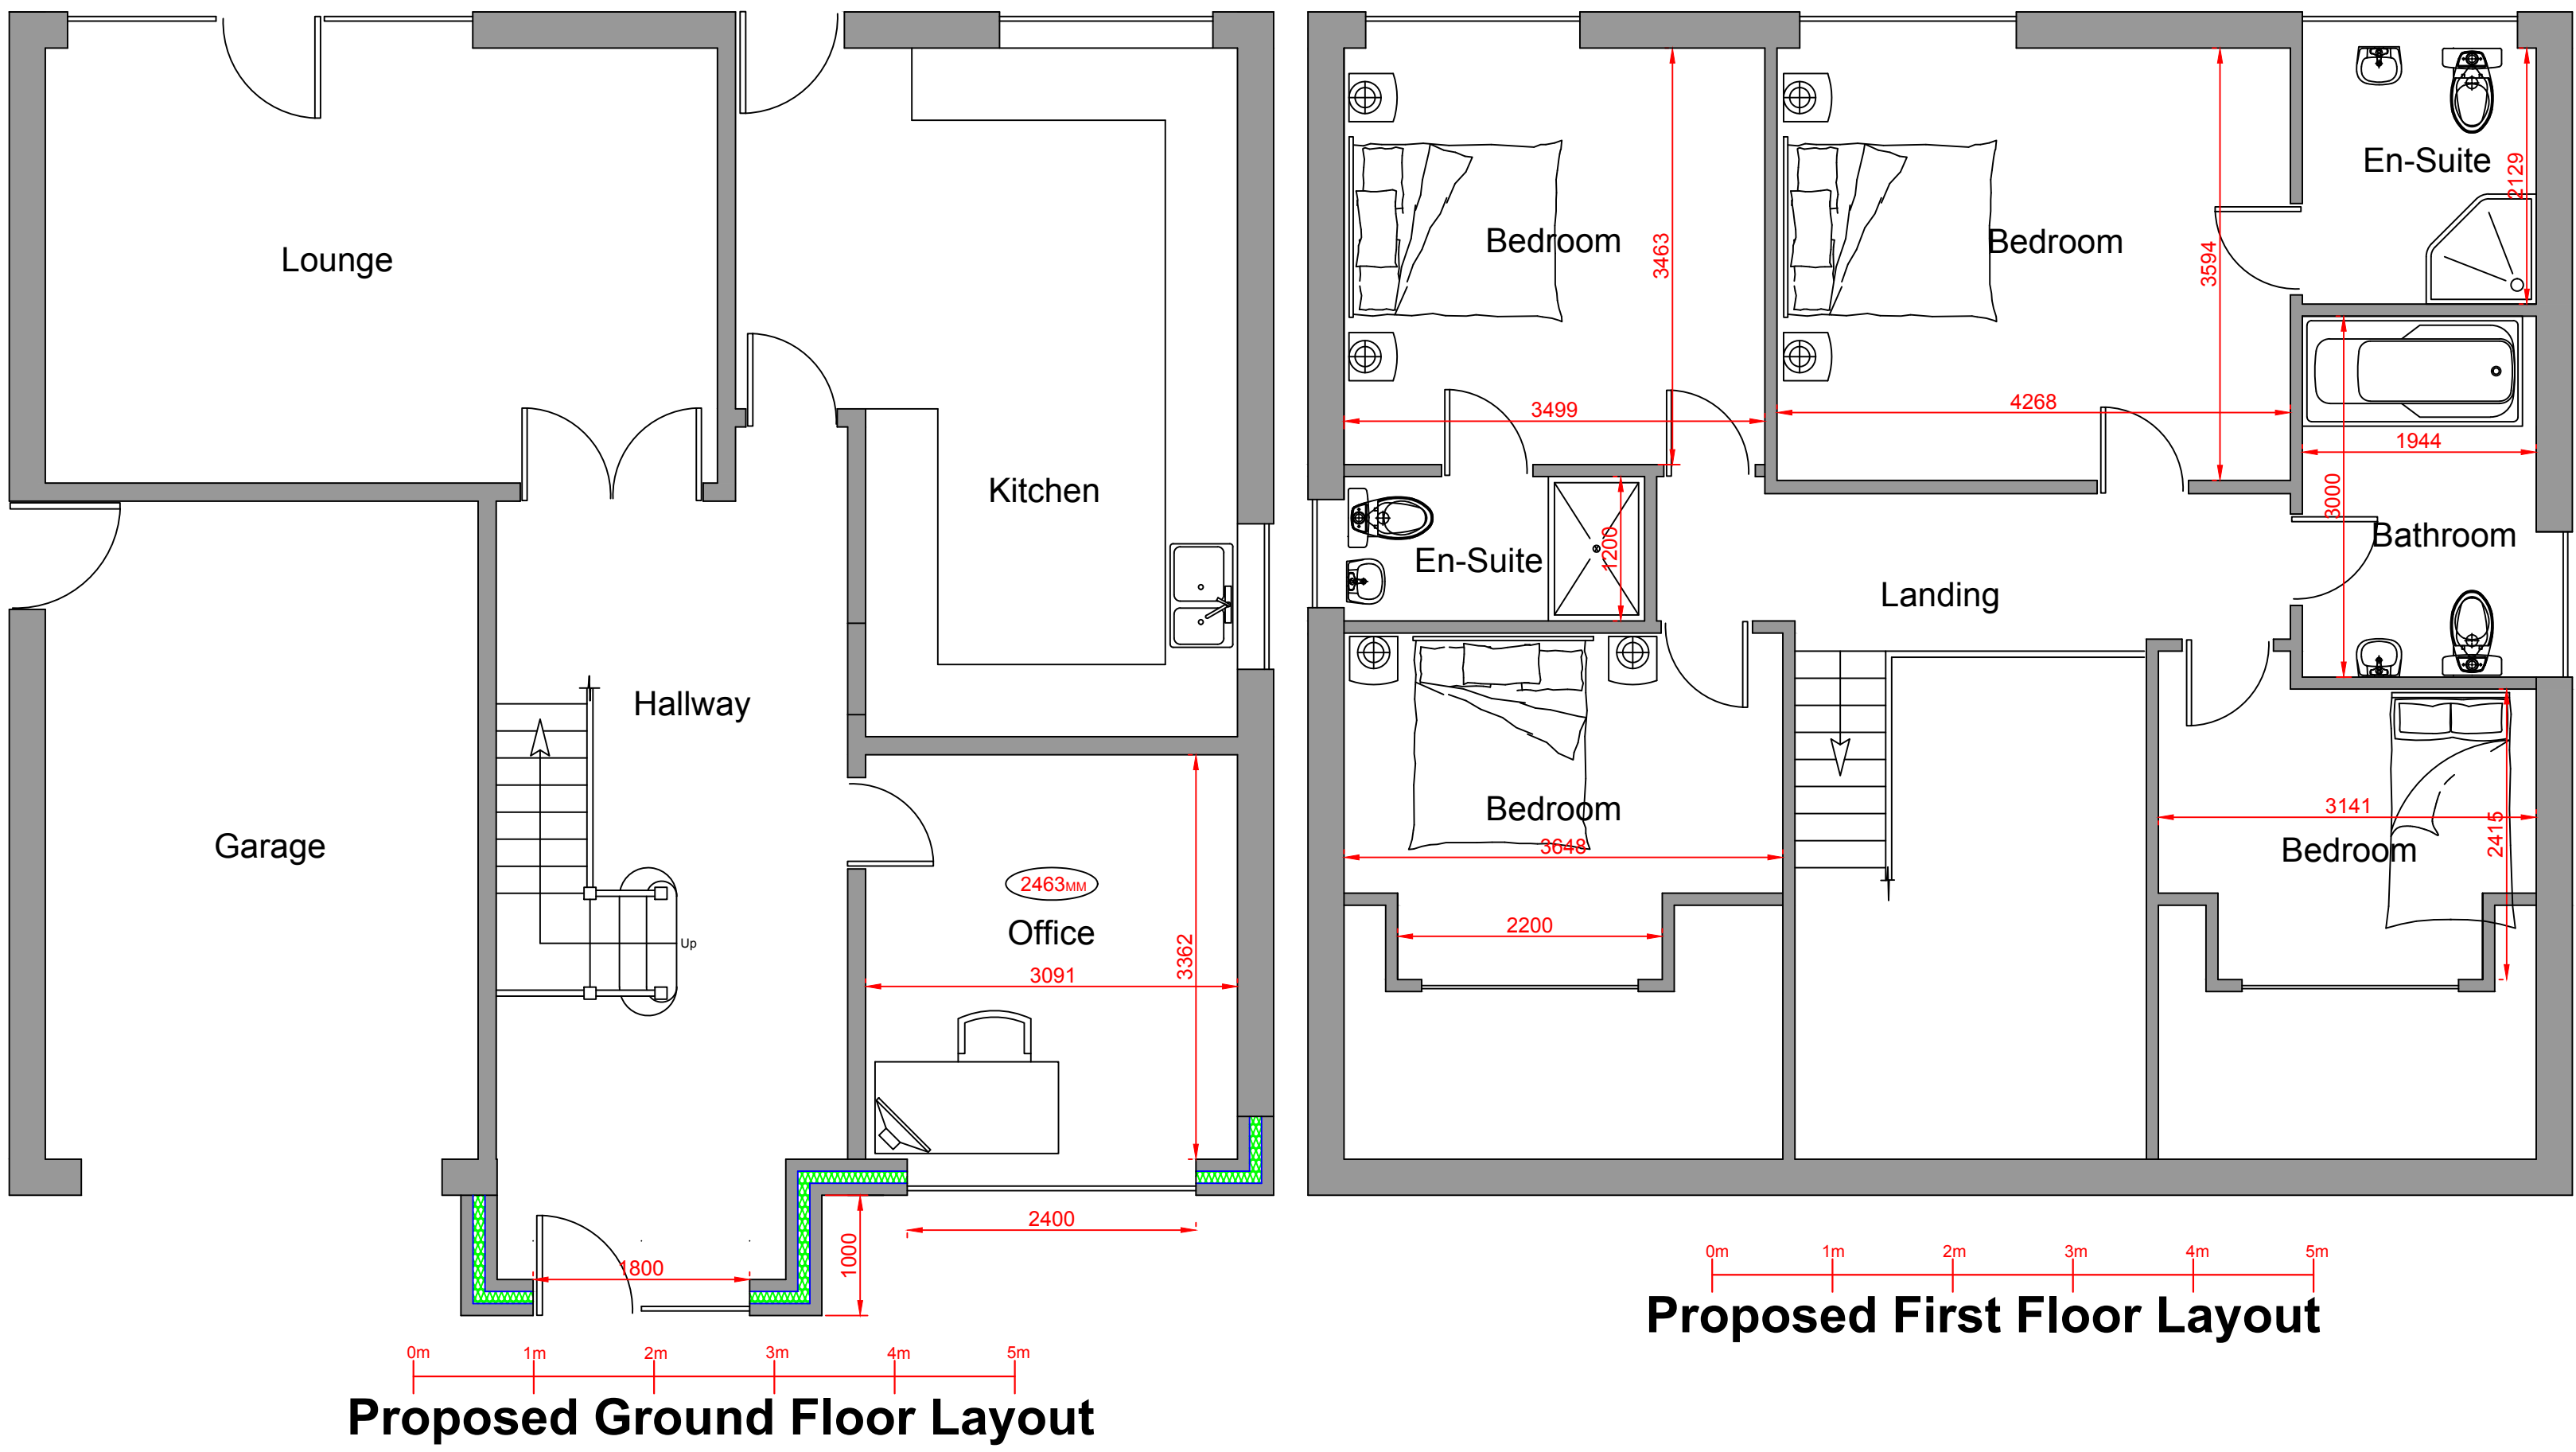 Lounge
Kitchen
Hallway
Garage
Up
2463MM
Office
3362
3091
2400
1000
1800
0m 1m 2m 3m 4m 5m
Proposed Ground Floor Layout
En-Suite
2129
Bedroom
3463
Bedroom
3594
3499
4268
1944
3000
Bathroom
En-Suite
1200
Landing
Bedroom
3648
2200
3141
2415
Bedroom
0m 1m 2m 3m 4m 5m
Proposed First Floor Layout